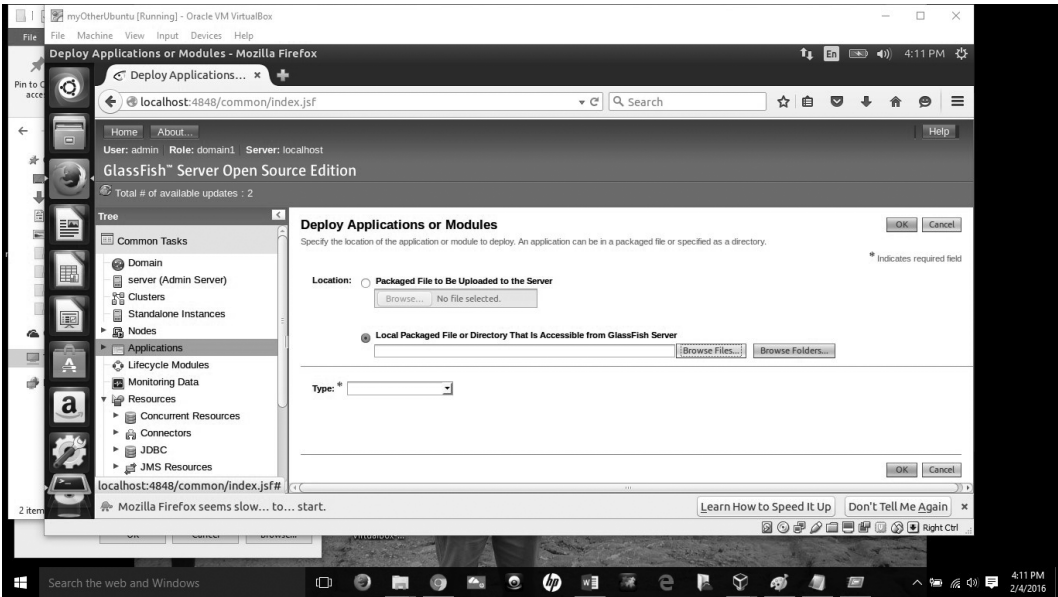 myOtherUbuntu [Running] - Oracle VM VirtualBox
File
File Machine View Input Devices Help
Deploy Applications or Modules - Mozilla Firefox
En
4:11 PM
Pin to
acce
Deploy Applications... ×
localhost:4848/common/index.jsf
Search
Home About...
Help
User: admin Role: domain1 Server: localhost
GlassFish™ Server Open Source Edition
Total # of available updates : 2
Tree
Common Tasks
Domain
server (Admin Server)
Clusters
Standalone Instances
Nodes
Applications
Lifecycle Modules
Monitoring Data
Resources
Concurrent Resources
Connectors
JDBC
JMS Resources
localhost:4848/common/index.jsf#
Deploy Applications or Modules
OK Cancel
Specify the location of the application or module to deploy. An application can be in a packaged file or specified as a directory.
* Indicates required field
Location: Packaged File to Be Uploaded to the Server
Browse... No file selected.
Local Packaged File or Directory That Is Accessible from GlassFish Server
Browse Files... Browse Folders...
Type: *
OK Cancel
Mozilla Firefox seems slow... to... start.
Learn How to Speed It Up Don't Tell Me Again ×
2 item
Right Ctrl
Search the web and Windows
4:11 PM
2/4/2016